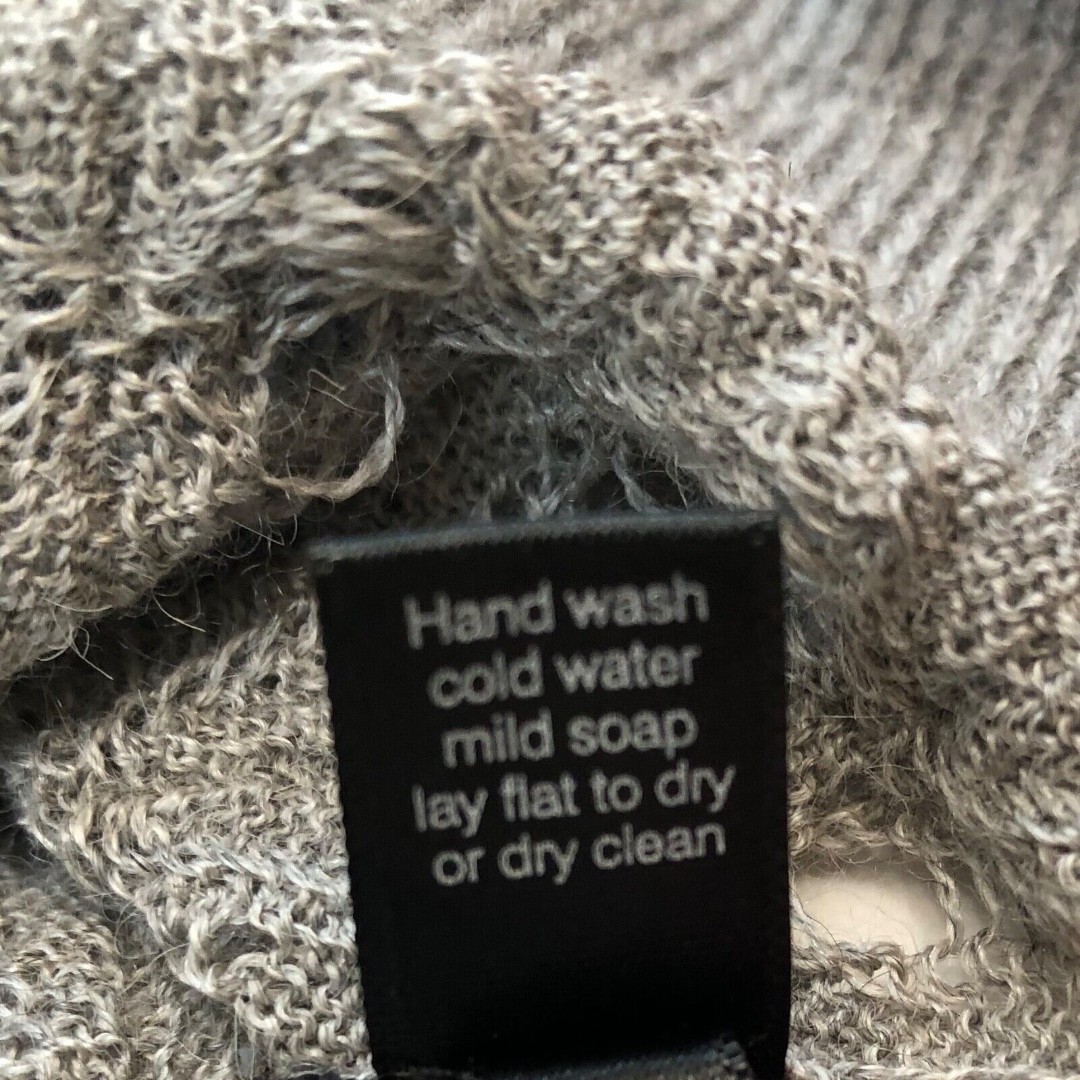 Hand wash
cold water
mild soap
lay flat to dry
or dry clean